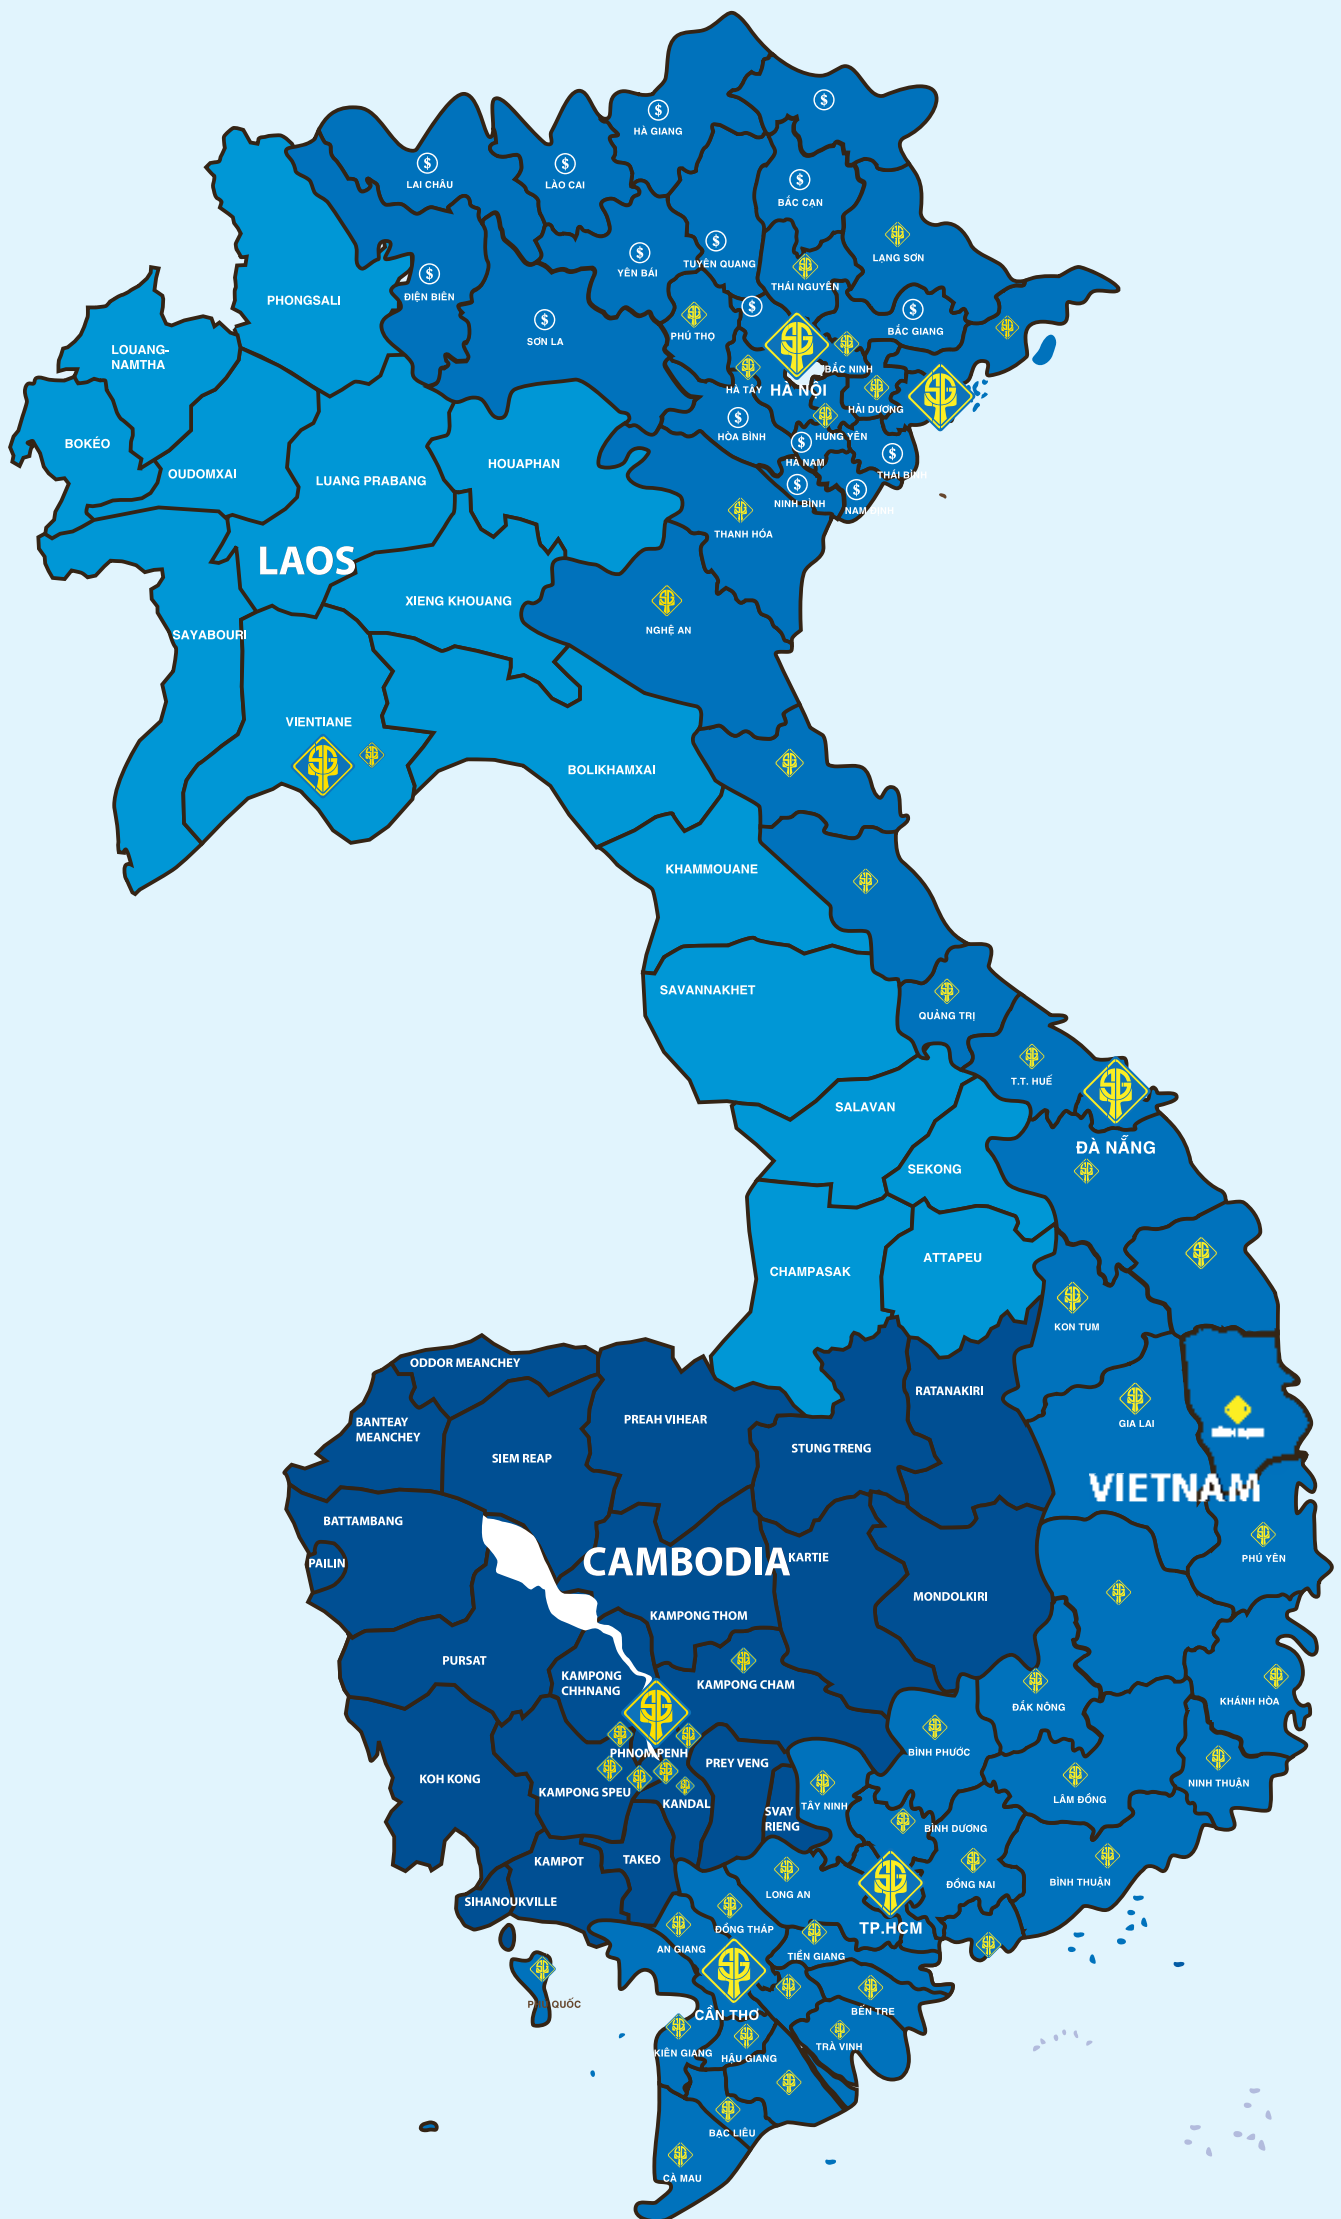 HÀ GIANG
LAI CHÂU
LÀO CAI
BẮC CẠN
LẠNG SƠN
YÊN BÁI
TUYÊN QUANG
THÁI NGUYÊN
ĐIỆN BIÊN
PHONGSALI
BẮC GIANG
PHÚ THỌ
SƠN LA
LOUANG-
NAMTHA
BẮC NINH
HÀ TÂY
HÀ NỘI
HẢI DƯƠNG
HÒA BÌNH
HƯNG YÊN
BOKÉO
HÀ NAM
HOUAPHAN
OUDOMXAI
THÁI BÌNH
LUANG PRABANG
NINH BÌNH
NAM ĐỊNH
THANH HÓA
LAOS
XIENG KHOUANG
NGHỆ AN
SAYABOURI
VIENTIANE
BOLIKHAMXAI
KHAMMOUANE
SAVANNAKHET
QUẢNG TRỊ
T.T. HUẾ
SALAVAN
ĐÀ NẴNG
SEKONG
ATTAPEU
CHAMPASAK
KON TUM
ODDOR MEANCHEY
RATANAKIRI
PREAH VIHEAR
GIA LAI
BANTEAY
MEANCHEY
STUNG TRENG
SIEM REAP
VIETNAM
BATTAMBANG
CAMBODIA
KARTIE
PHÚ YÊN
PAILIN
MONDOLKIRI
KAMPONG THOM
PURSAT
KAMPONG
CHHNANG
KAMPONG CHAM
KHÁNH HÒA
ĐẮK NÔNG
PHNOM PENH
BÌNH PHƯỚC
PREY VENG
KOH KONG
NINH THUẬN
KAMPONG SPEU
LÂM ĐỒNG
KANDAL
TÂY NINH
SVAY
RIENG
BÌNH DƯƠNG
TAKEO
KAMPOT
BÌNH THUẬN
ĐỒNG NAI
LONG AN
SIHANOUKVILLE
TP.HCM
ĐỒNG THÁP
AN GIANG
TIỀN GIANG
PHÚ QUỐC
CẦN THƠ
BẾN TRE
TRÀ VINH
KIÊN GIANG
HẬU GIANG
BẠC LIÊU
CÀ MAU